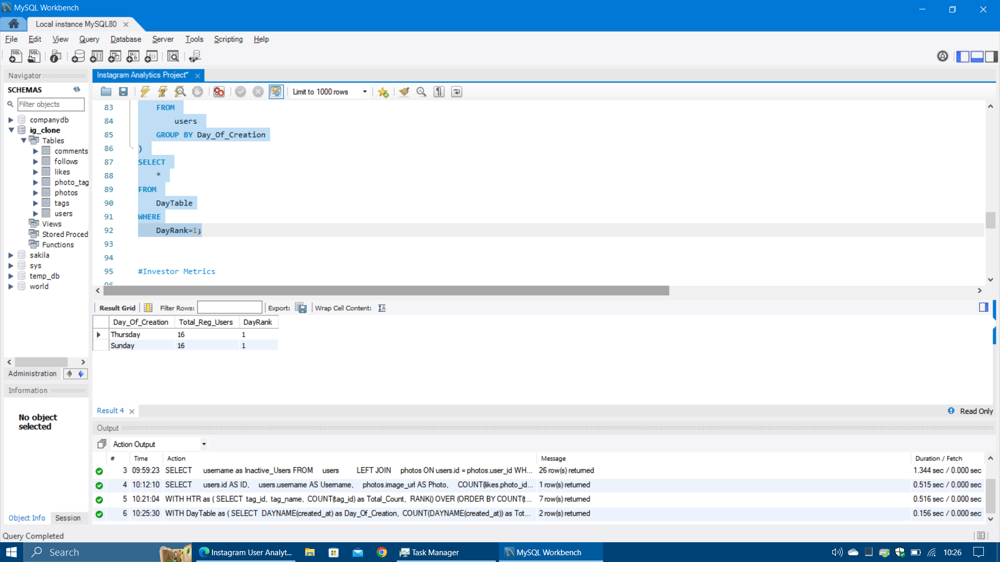 MySQL Workbench
Local instance MySQL80
File Edit View Query Database Server Tools Scripting Help
Navigator
SCHEMAS
Filter objects
companydb
ig_clone
Tables
comments
follows
likes
photo_tag
photos
tags
users
Views
Stored Proced
Functions
sakila
sys
temp_db
world
Administration
Information
No object
selected
Object Info Session
Instagram Analytics Project*
Limit to 1000 rows
83 FROM
84 users
85 GROUP BY Day_Of_Creation
86 )
87 SELECT
88 *
89 FROM
90 DayTable
91 WHERE
92 DayRank=1;
93
94
95 #Investor Metrics
96
Result Grid Filter Rows: Export: Wrap Cell Content:
Day_Of_Creation Total_Reg_Users DayRank
Thursday 16 1
Sunday 16 1
Result 4 Read Only
Output
Action Output
# Time Action Message Duration / Fetch
3 09:59:23 SELECT username as Inactive_Users FROM users LEFT JOIN photos ON users.id = photos.user_id WH... 26 row(s) returned 1.344 sec / 0.000 sec
4 10:12:10 SELECT users.id AS ID, users.username AS Username, photos.image_url AS Photo, COUNT(likes.photo_id... 1 row(s) returned 0.515 sec / 0.000 sec
5 10:21:04 WITH HTR as ( SELECT tag_id, tag_name, COUNT(tag_id) as Total_Count, RANK() OVER (ORDER BY COUNT(t... 7 row(s) returned 0.516 sec / 0.000 sec
6 10:25:30 WITH DayTable as ( SELECT DAYNAME(created_at) as Day_Of_Creation, COUNT(DAYNAME(created_at)) as Tot... 2 row(s) returned 0.156 sec / 0.000 sec
Query Completed
Search
Instagram User Analyt...
Task Manager
MySQL Workbench
10:26